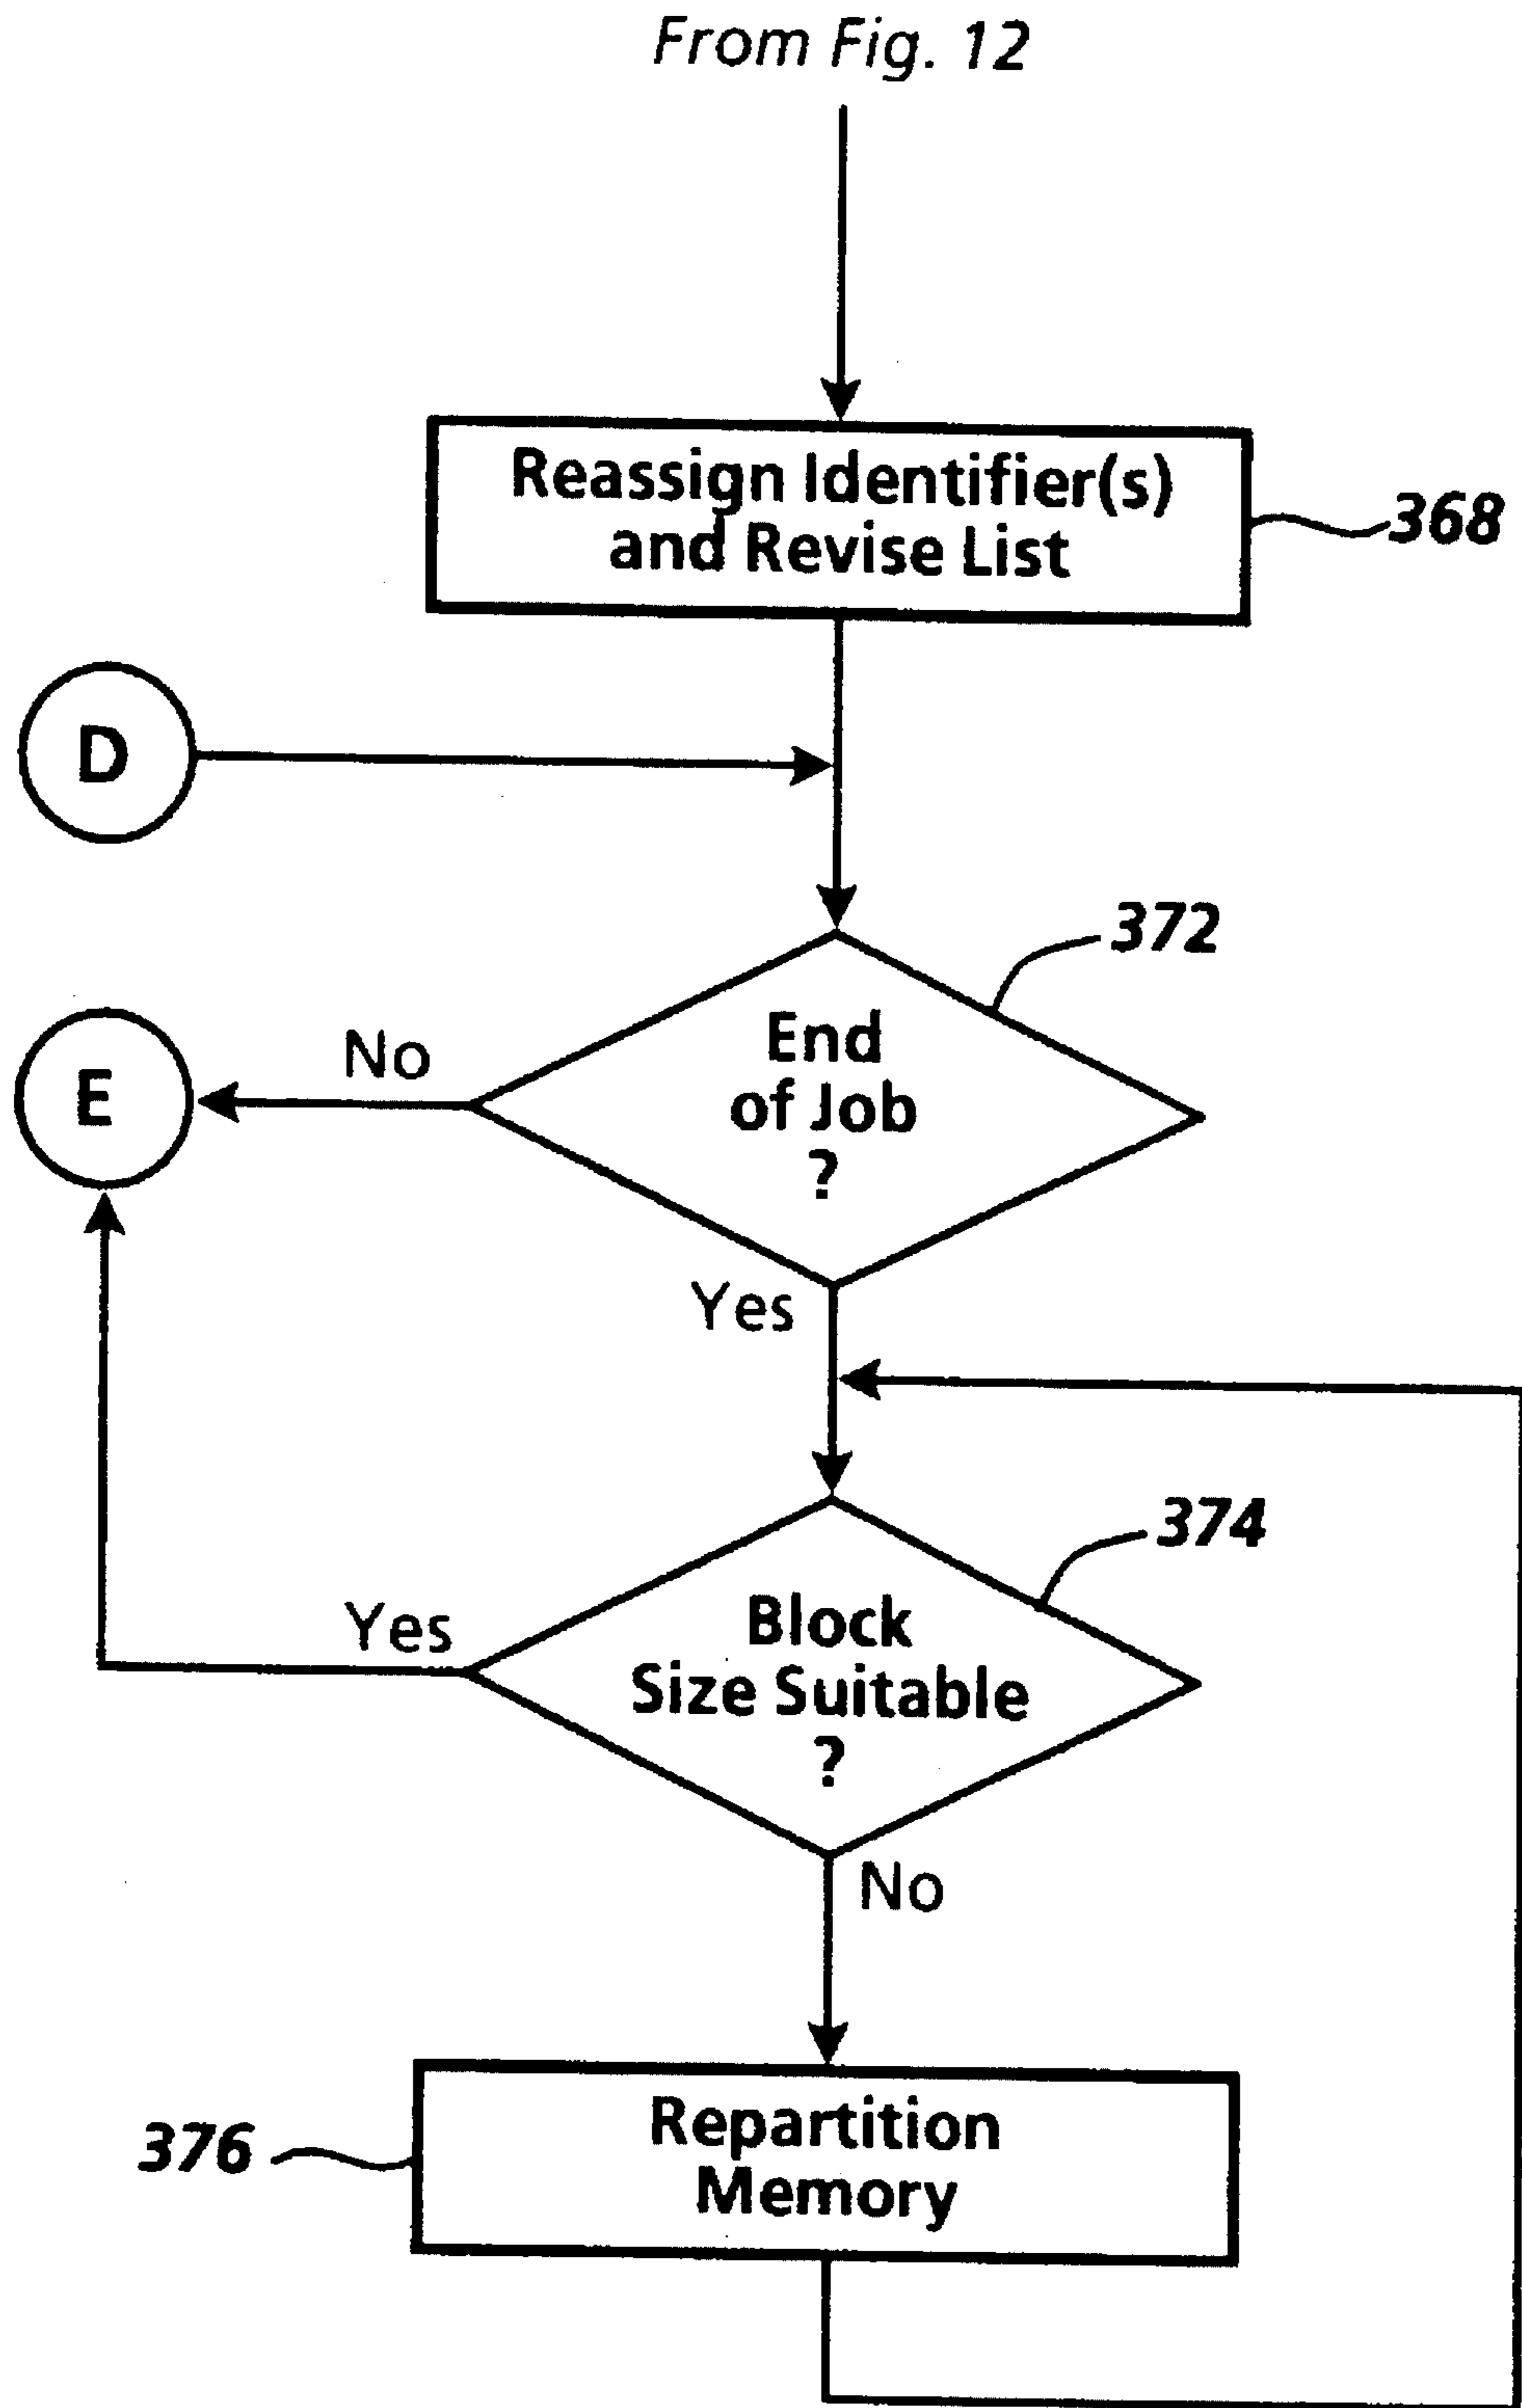 From Fig. 12
Reassign Identifier(s)
and Revise List
368
D
372
End
of Job
?
No
E
Yes
374
Block
Size Suitable
?
Yes
No
376
Repartition
Memory